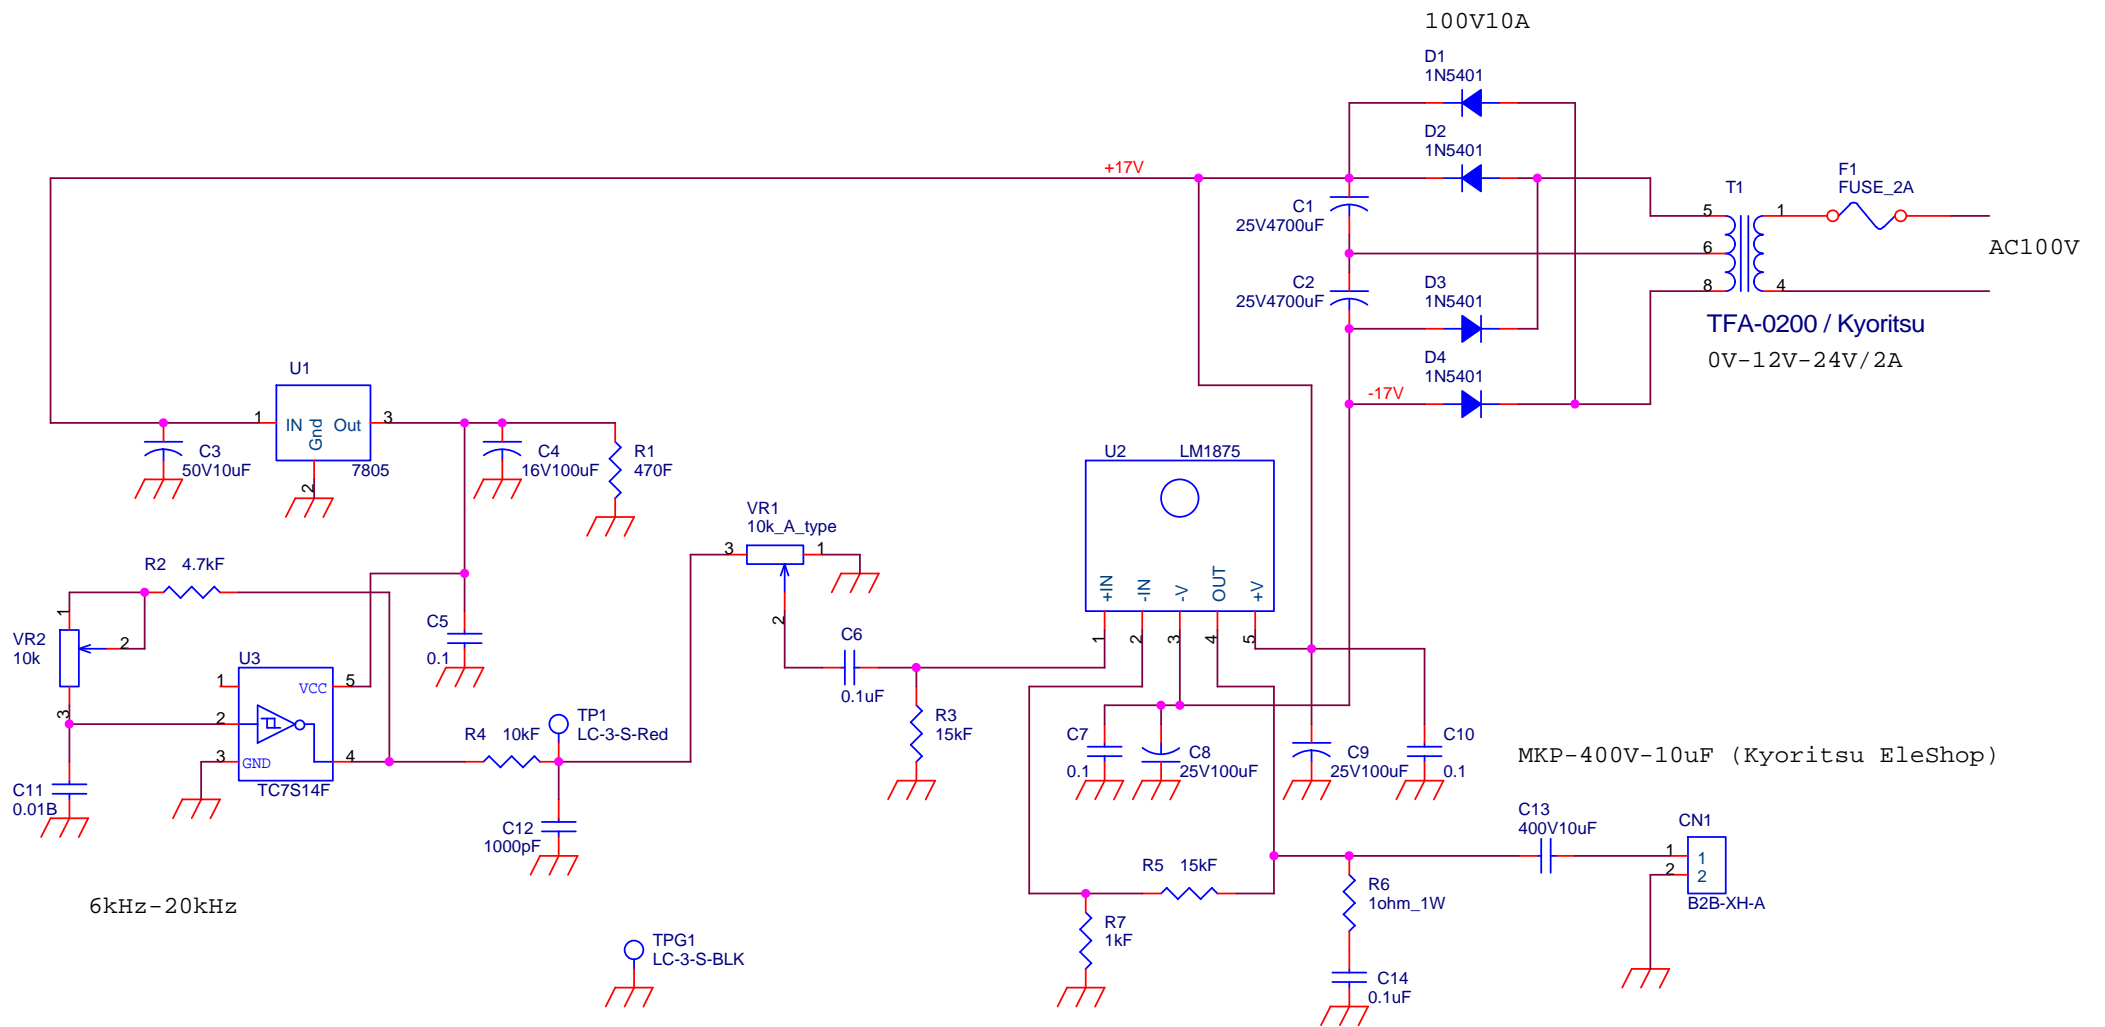 100V10A
D1
1N5401
D2
1N5401
+17V
F1
FUSE_2A
T1
5
1
6
8
4
AC100V
C1
25V4700uF
C2
25V4700uF
D3
1N5401
D4
1N5401
-17V
TFA-0200 / Kyoritsu
0V-12V-24V/2A
U1
1
IN
Gnd
Out
3
2
7805
C3
50V10uF
C4
16V100uF
R1
470F
U2
LM1875
+IN
-IN
-V
OUT
+V
1
2
3
4
5
VR1
10k_A_type
3
1
2
R2
4.7kF
1
VR2
10k
2
3
C5
0.1
U3
1
VCC
5
2
3
GND
4
TC7S14F
C6
0.1uF
R3
15kF
R4
10kF
TP1
LC-3-S-Red
C7
0.1
C8
25V100uF
C9
25V100uF
C10
0.1
MKP-400V-10uF (Kyoritsu EleShop)
C11
0.01B
C12
1000pF
C13
400V10uF
CN1
1
2
1
2
B2B-XH-A
R5
15kF
R6
1ohm_1W
R7
1kF
6kHz-20kHz
TPG1
LC-3-S-BLK
C14
0.1uF